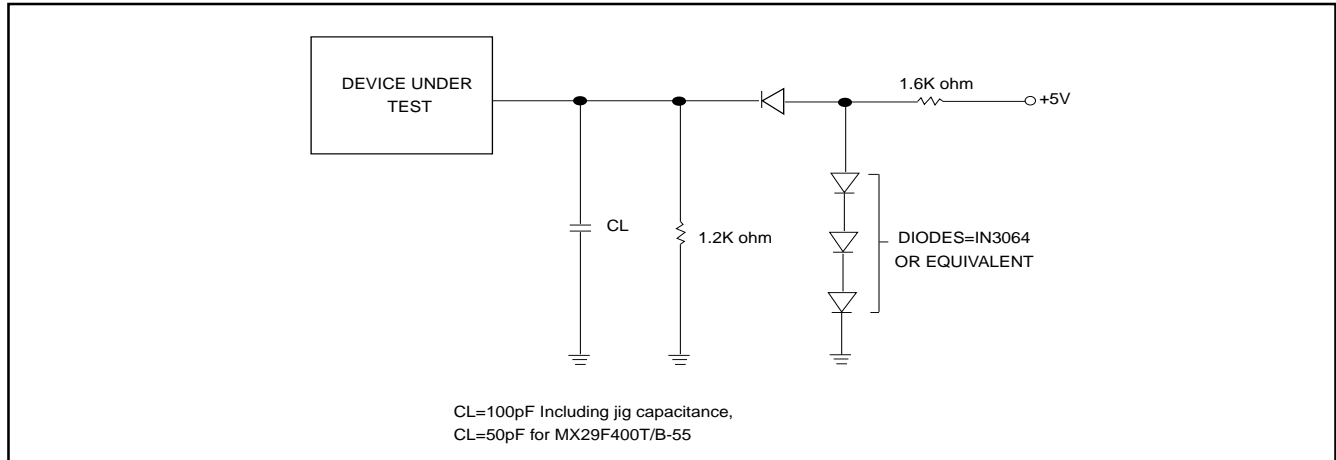 DEVICE UNDER
TEST
1.6K ohm
+5V
CL
1.2K ohm
DIODES=IN3064
OR EQUIVALENT
CL=100pF Including jig capacitance,
CL=50pF for MX29F400T/B-55